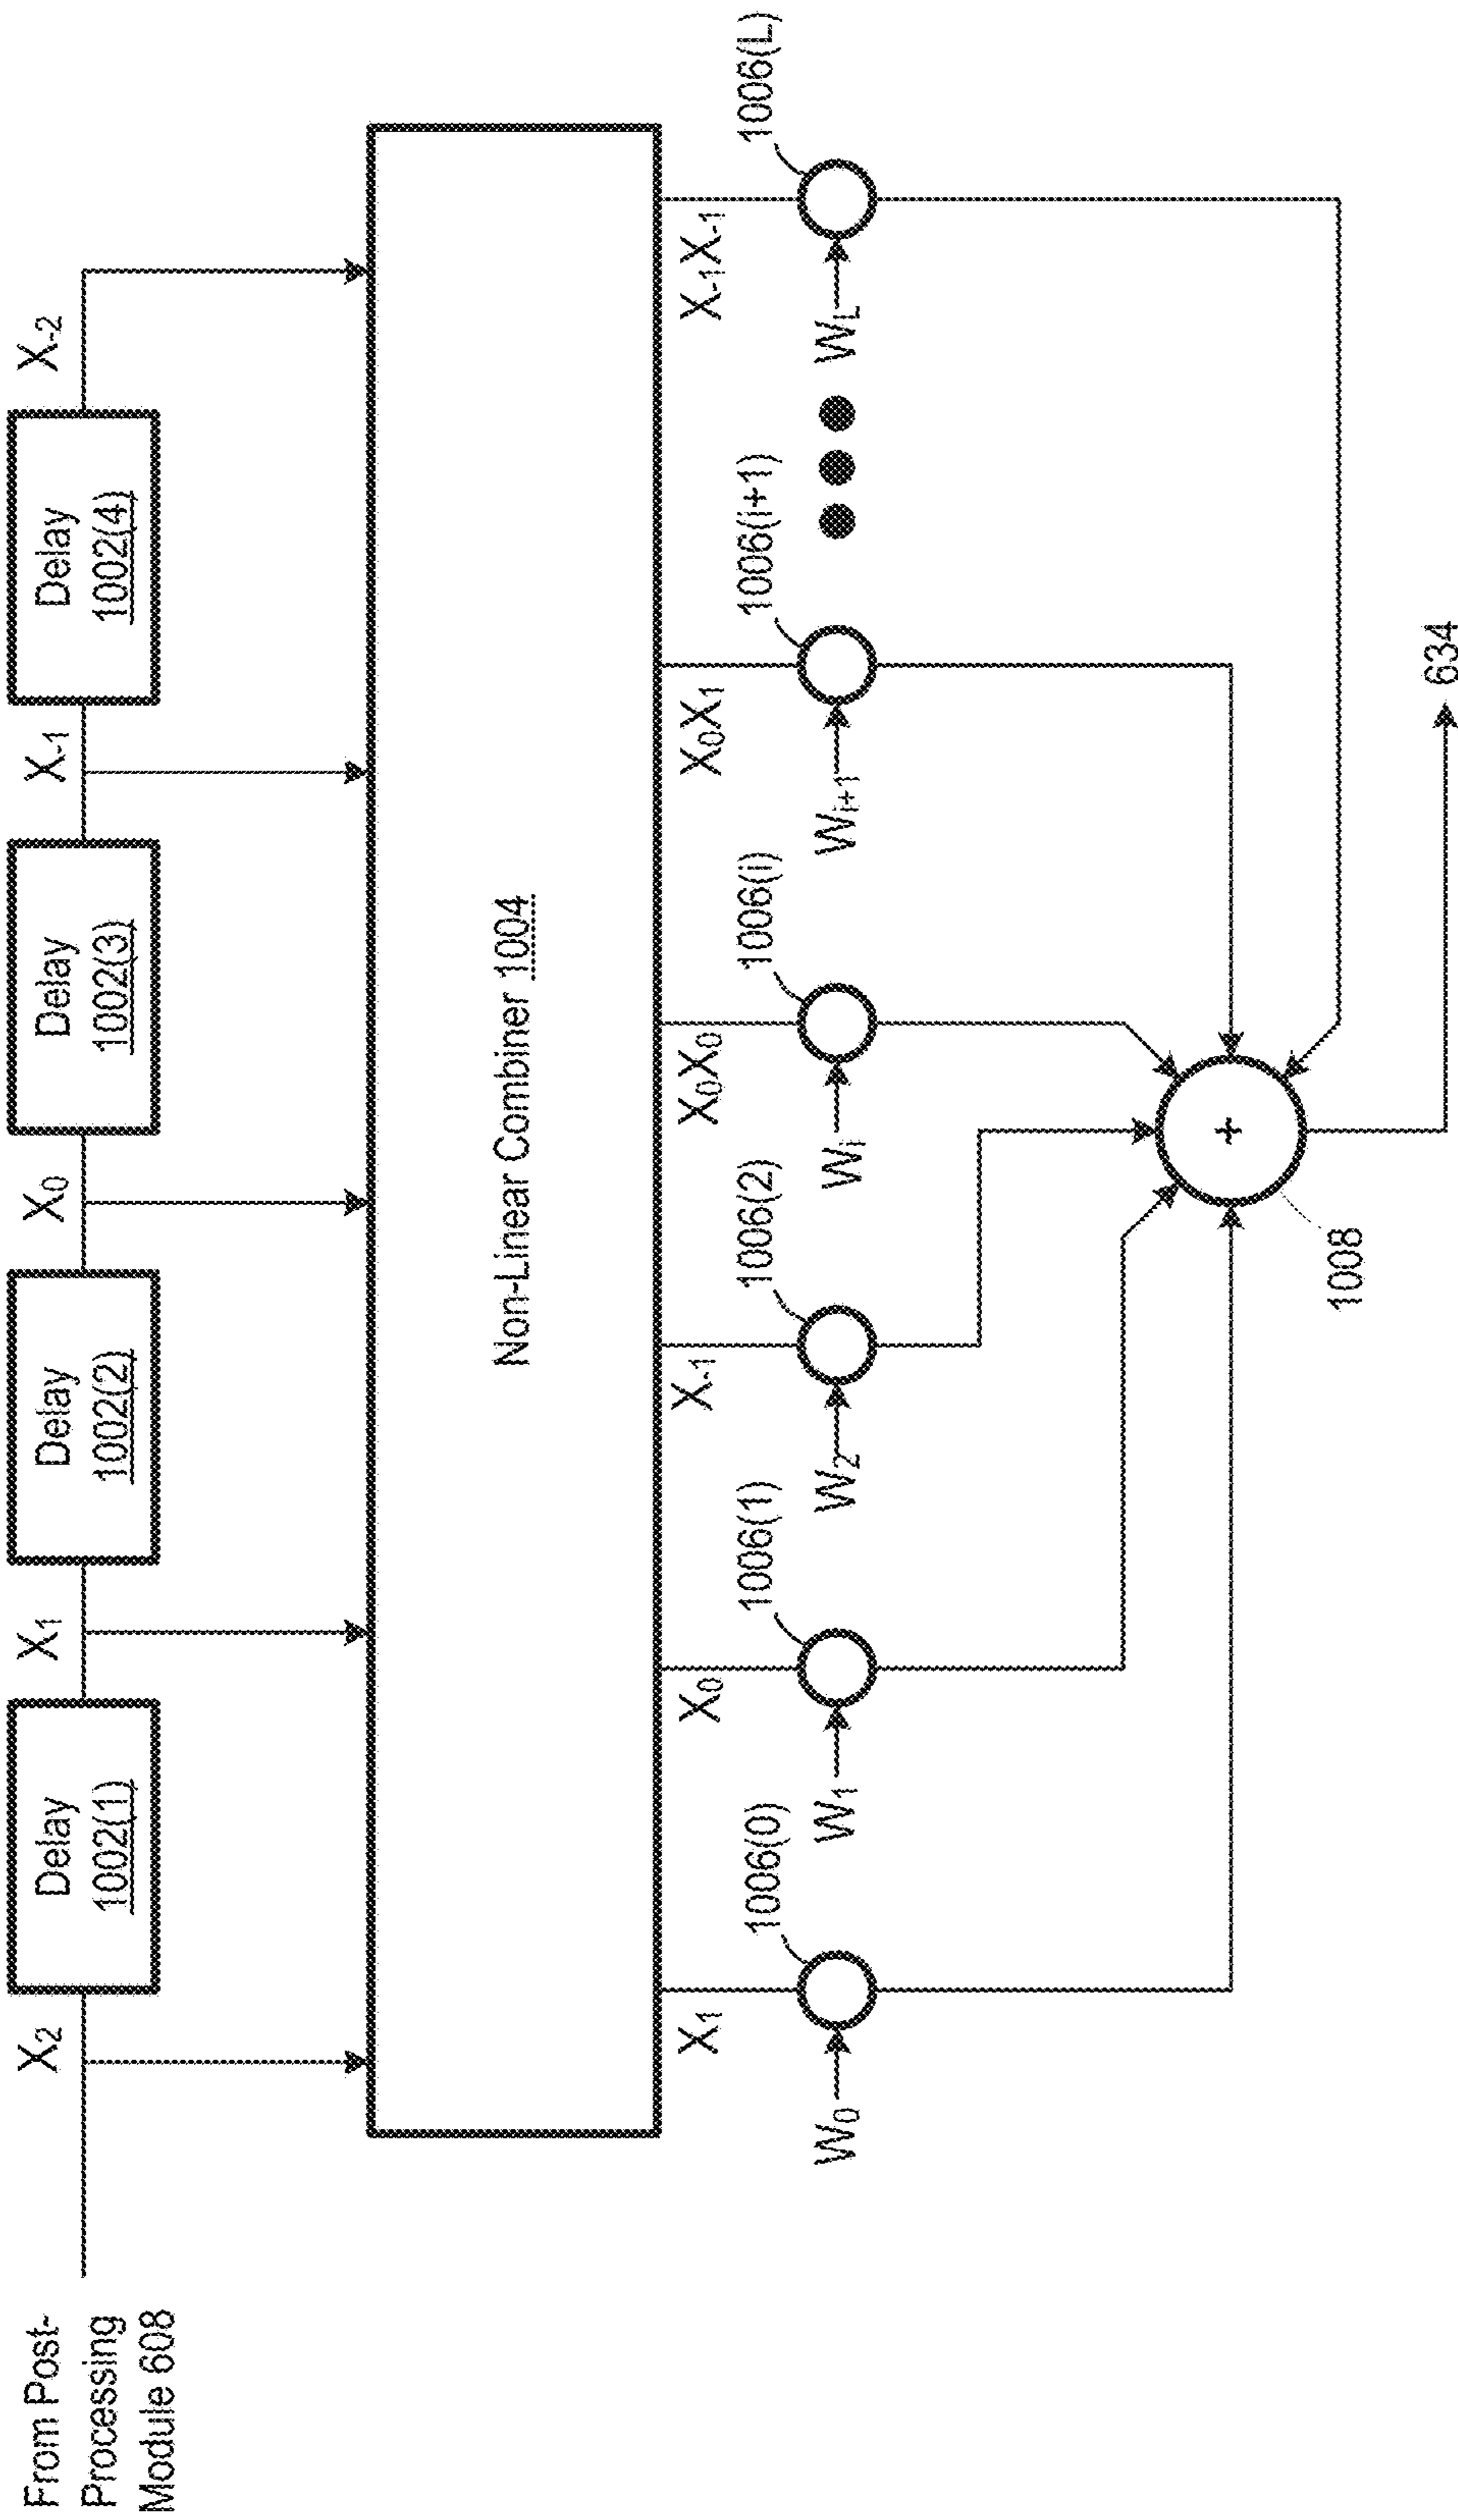 From Post-
Processing
Module 608
X2
Delay
1002(1)
X1
Delay
1002(2)
X0
Delay
1002(3)
X-1
Delay
1002(4)
X-2
Non-Linear Combiner 1004
X1
X0
X-1
X0X0
X0X1
X-1X-1
1006(0)
1006(1)
1006(2)
1006(i)
1006(i+1)
1006(L)
W0
W1
W2
Wi
Wi+1
WL
+
1008
634